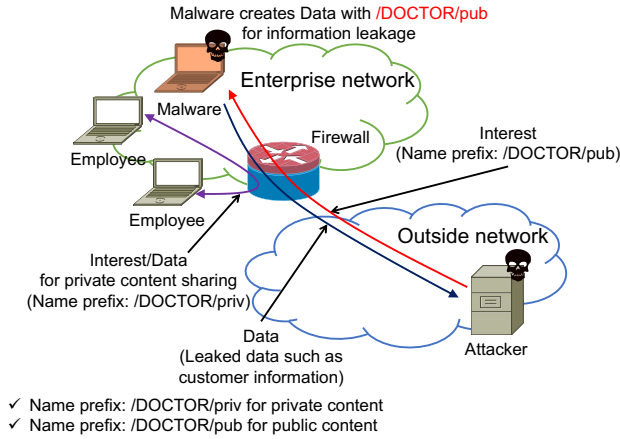 Malware creates Data with /DOCTOR/pub
for information leakage
Enterprise network
Malware
Firewall
Employee
Employee
Interest
(Name prefix: /DOCTOR/pub)
Interest/Data
for private content sharing
(Name prefix: /DOCTOR/priv)
Outside network
Data
(Leaked data such as
customer information)
Attacker
✓ Name prefix: /DOCTOR/priv for private content
✓ Name prefix: /DOCTOR/pub for public content